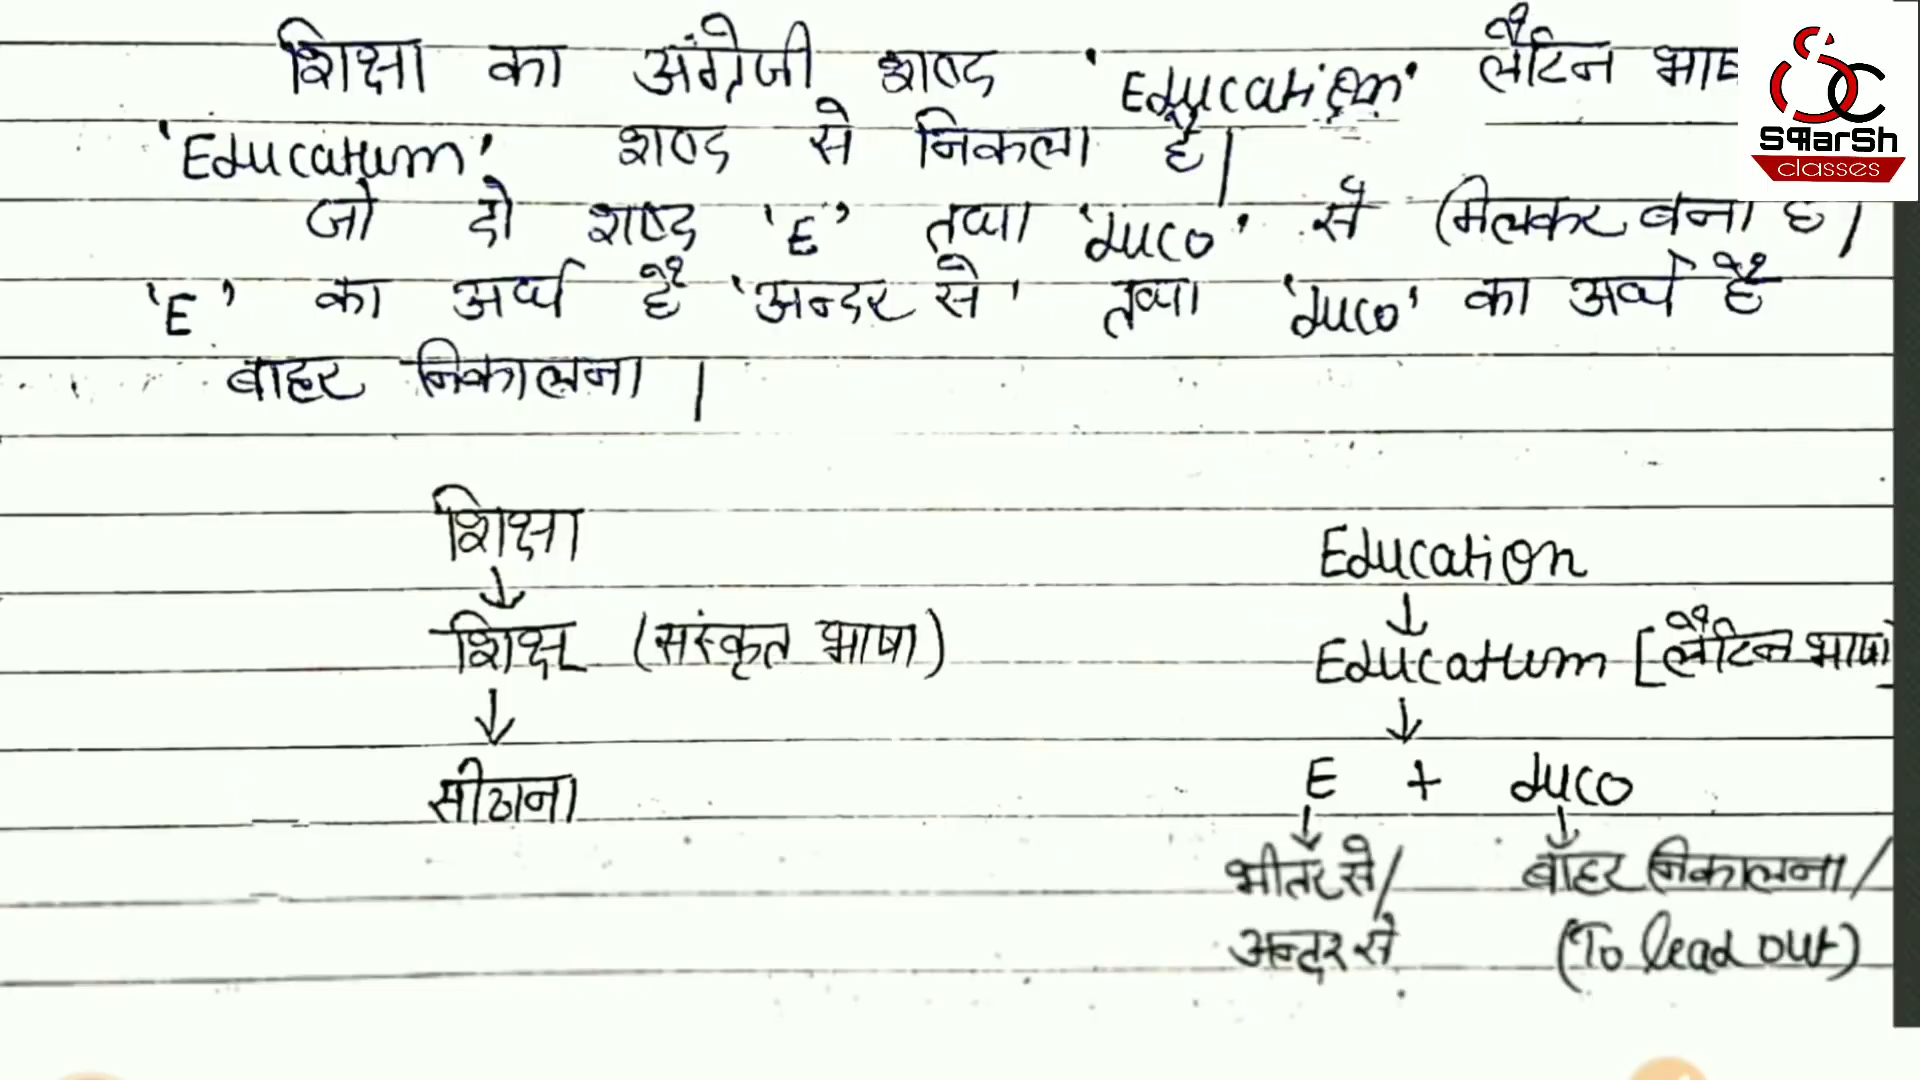 शिक्षा का अंग्रेजी शब्द 'Education' लैटिन
'Educatum' शब्द से निकला है।
जो दो शब्द 'E' तथा 'duco' से मिलकर बना है।
'E' का अर्थ है 'अन्दर से' तथा 'duco' का अर्थ है
बाहर निकालना।
शिक्षा
Education
शिक्ष् (संस्कृत भाषा)
Educatum [लैटिन भाषा]
सीखना
E + duco
भीतर से/ बाहर निकालना/
अन्दर से (To lead out)
SपarSh
classes